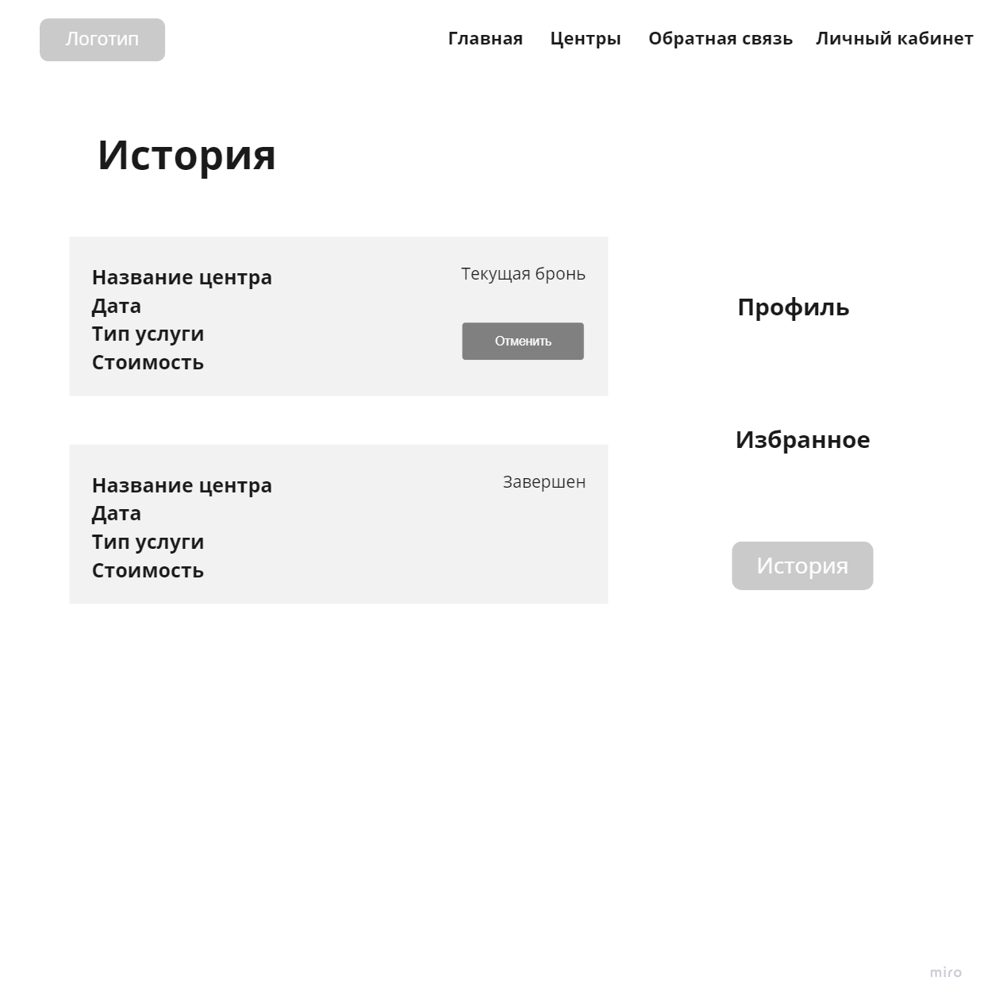 Логотип
Главная Центры Обратная связь Личный кабинет
История
Название центра
Дата
Тип услуги
Стоимость
Текущая бронь
Отменить
Название центра
Дата
Тип услуги
Стоимость
Завершен
Профиль
Избранное
История
miro